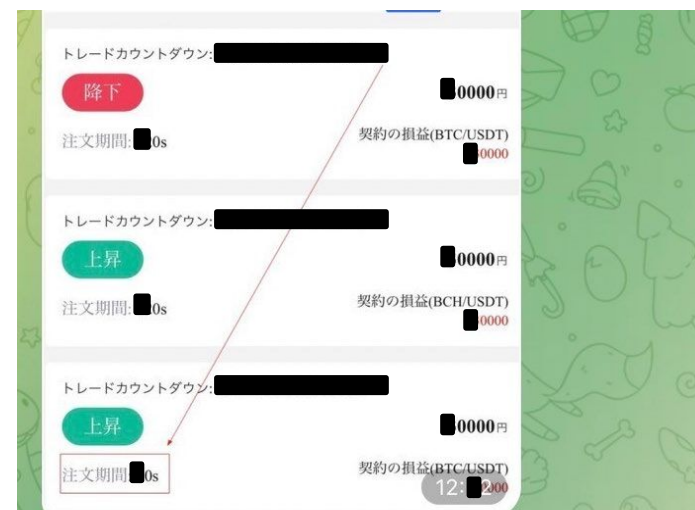 トレードカウントダウン:
降下
0000円
注文期間: 0s
契約の損益(BTC/USDT)
0000
トレードカウントダウン:
上昇
0000円
注文期間: 0s
契約の損益(BCH/USDT)
0000
トレードカウントダウン:
上昇
0000円
注文期間: 0s
契約の損益(BTC/USDT)
12:
000